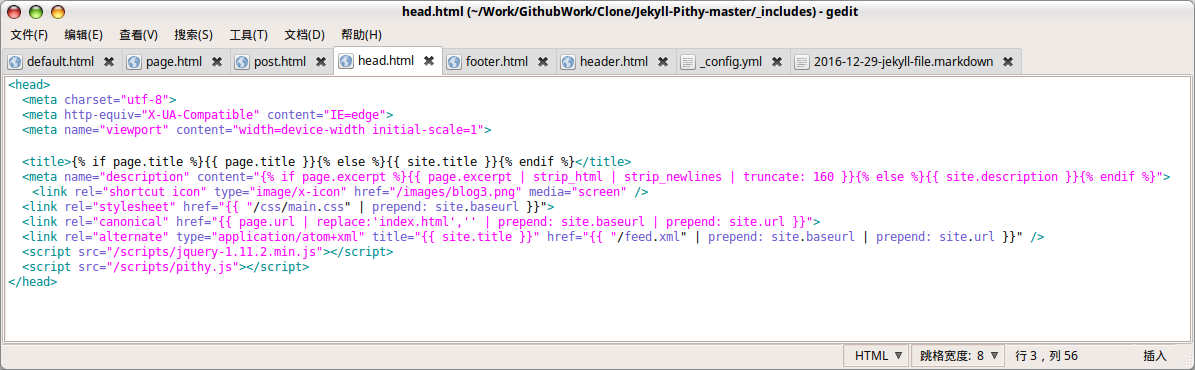 head.html (~/Work/GithubWork/Clone/Jekyll-Pithy-master/_includes) - gedit
文件(F) 编辑(E) 查看(V) 搜索(S) 工具(T) 文档(D) 帮助(H)
default.html page.html post.html head.html footer.html header.html _config.yml 2016-12-29-jekyll-file.markdown
<head>
  <meta charset="utf-8">
  <meta http-equiv="X-UA-Compatible" content="IE=edge">
  <meta name="viewport" content="width=device-width initial-scale=1">
  <title>{% if page.title %}{{ page.title }}{% else %}{{ site.title }}{% endif %}</title>
  <meta name="description" content="{% if page.excerpt %}{{ page.excerpt | strip_html | strip_newlines | truncate: 160 }}{% else %}{{ site.description }}{% endif %}">
   <link rel="shortcut icon" type="image/x-icon" href="/images/blog3.png" media="screen" />
  <link rel="stylesheet" href="{{ "/css/main.css" | prepend: site.baseurl }}">
  <link rel="canonical" href="{{ page.url | replace:'index.html','' | prepend: site.baseurl | prepend: site.url }}">
  <link rel="alternate" type="application/atom+xml" title="{{ site.title }}" href="{{ "/feed.xml" | prepend: site.baseurl | prepend: site.url }}" />
  <script src="/scripts/jquery-1.11.2.min.js"></script>
  <script src="/scripts/pithy.js"></script>
</head>
HTML 跳格宽度: 8 行 3，列 56 插入